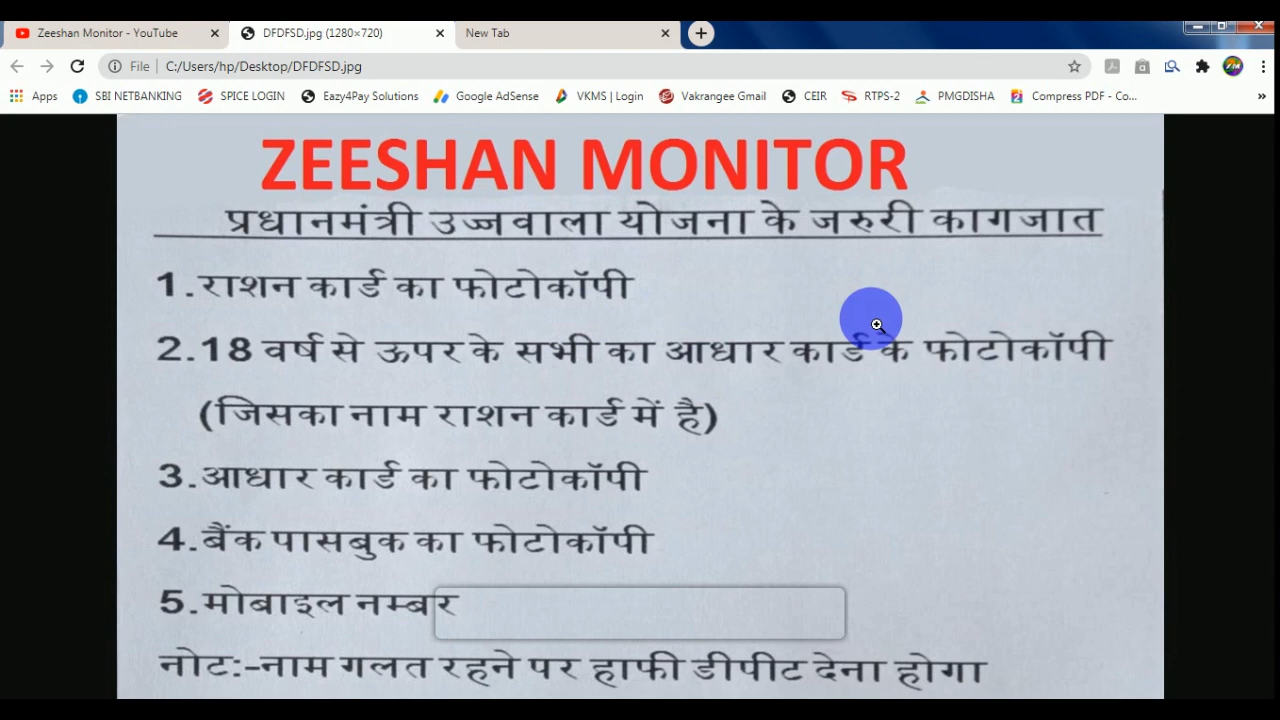 Zeeshan Monitor - YouTube
DFDFSD.jpg (1280×720)
New Tab
File C:/Users/hp/Desktop/DFDFSD.jpg
Apps SBI NETBANKING SPICE LOGIN Eazy4Pay Solutions Google AdSense VKMS | Login Vakrangee Gmail CEIR RTPS-2 PMGDISHA Compress PDF - Co... »
ZEESHAN MONITOR
प्रधानमंत्री उज्जवाला योजना के जरुरी कागजात
1.राशन कार्ड का फोटोकॉपी
2.18 वर्ष से ऊपर के सभी का आधार कार्ड के फोटोकॉपी
(जिसका नाम राशन कार्ड में है)
3.आधार कार्ड का फोटोकॉपी
4.बैंक पासबुक का फोटोकॉपी
5.मोबाइल नम्बर
नोट:-नाम गलत रहने पर हाफी डीपीट देना होगा